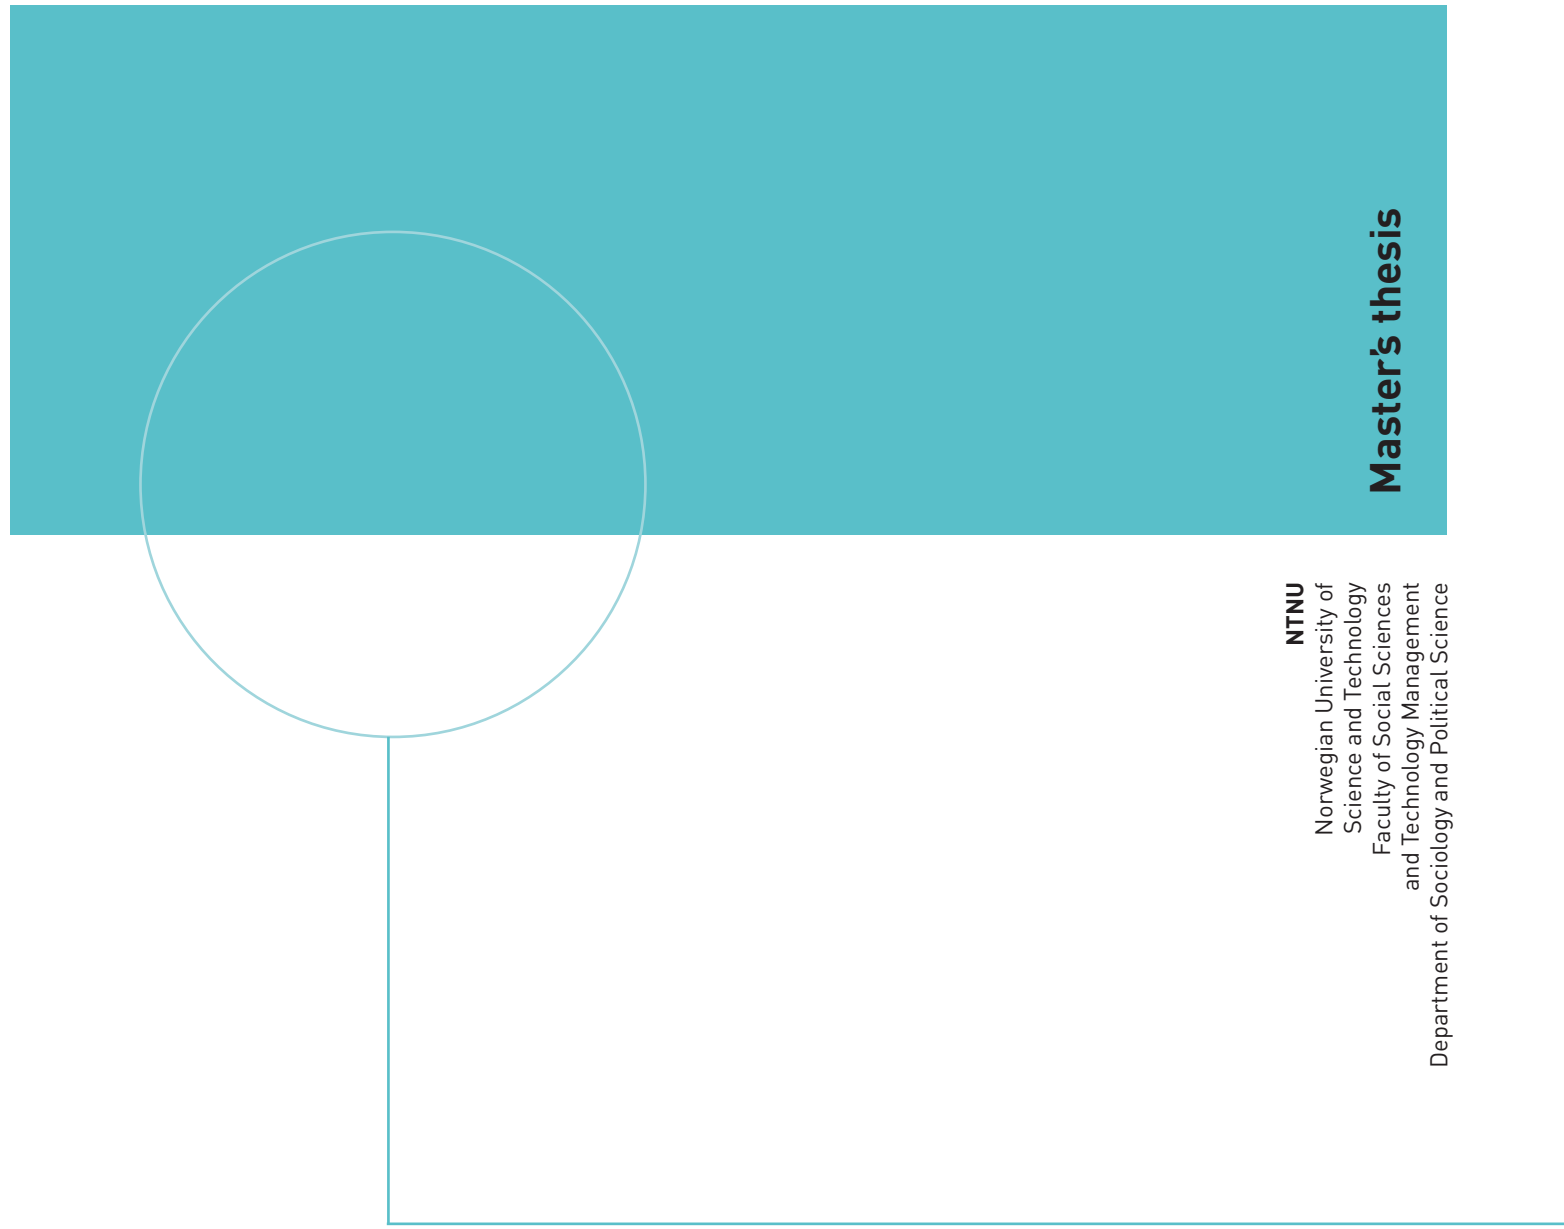 Master's thesis
NTNU
Norwegian University of
Science and Technology
Faculty of Social Sciences
and Technology Management
Department of Sociology and Political Science